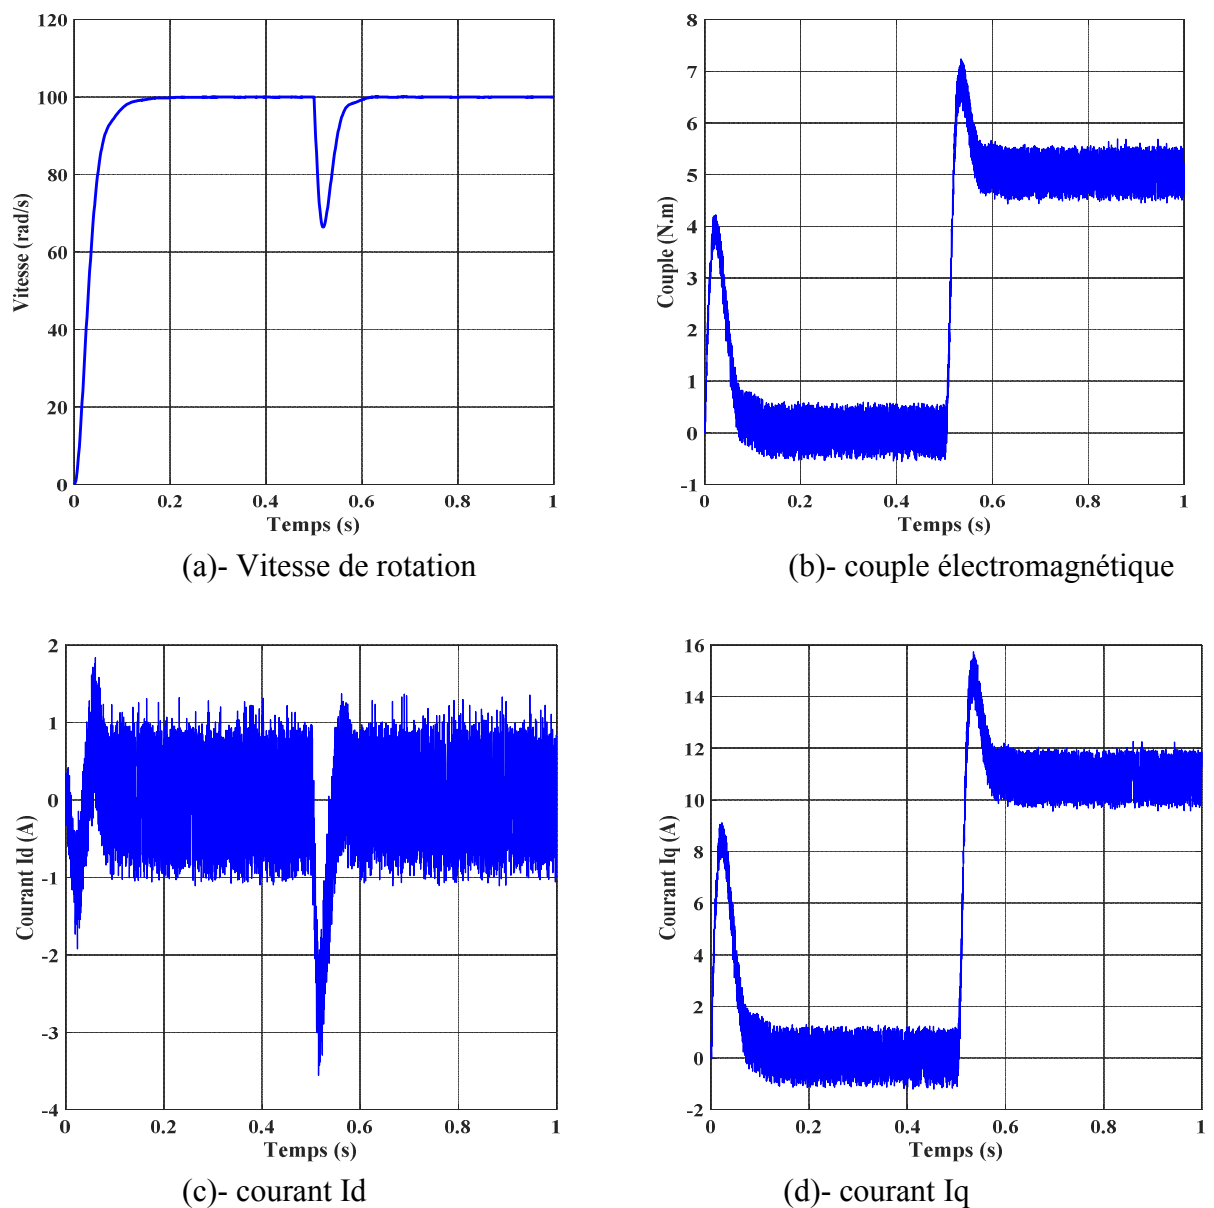 120
100
80
60
40
20
0
0 0.2 0.4 0.6 0.8 1
Vitesse (rad/s)
Temps (s)
(a)- Vitesse de rotation
8
7
6
5
4
3
2
1
0
-1
0 0.2 0.4 0.6 0.8 1
Couple (N.m)
Temps (s)
(b)- couple électromagnétique
2
1
0
-1
-2
-3
-4
0 0.2 0.4 0.6 0.8 1
Courant Id (A)
Temps (s)
(c)- courant Id
16
14
12
10
8
6
4
2
0
-2
0 0.2 0.4 0.6 0.8 1
Courant Iq (A)
Temps (s)
(d)- courant Iq